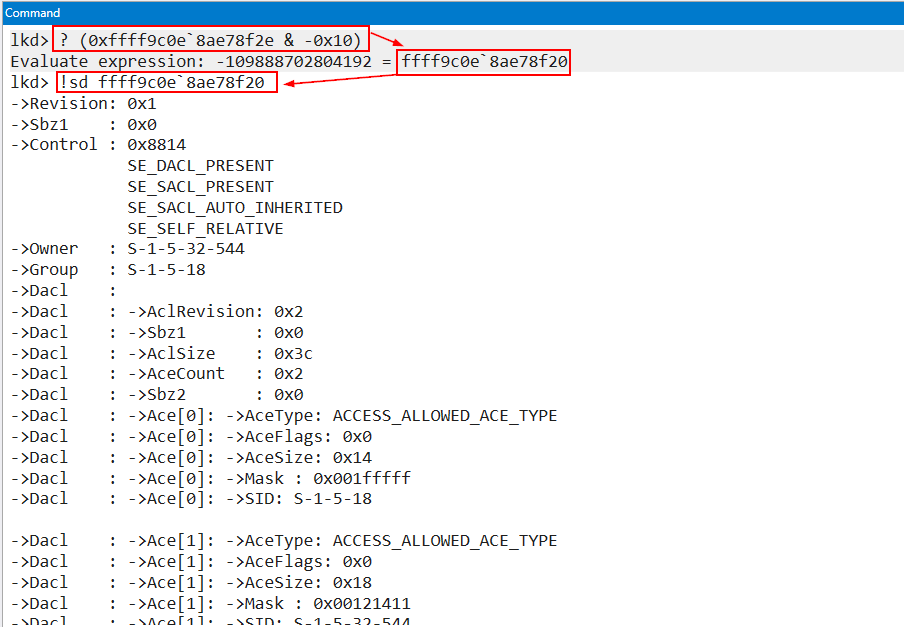 Command
lkd> ? (0xffff9c0e`8ae78f2e & -0x10)
Evaluate expression: -109888702804192 = ffff9c0e`8ae78f20
lkd> !sd ffff9c0e`8ae78f20
->Revision: 0x1
->Sbz1    : 0x0
->Control : 0x8814
            SE_DACL_PRESENT
            SE_SACL_PRESENT
            SE_SACL_AUTO_INHERITED
            SE_SELF_RELATIVE
->Owner   : S-1-5-32-544
->Group   : S-1-5-18
->Dacl    :
->Dacl    : ->AclRevision: 0x2
->Dacl    : ->Sbz1       : 0x0
->Dacl    : ->AclSize    : 0x3c
->Dacl    : ->AceCount   : 0x2
->Dacl    : ->Sbz2       : 0x0
->Dacl    : ->Ace[0]: ->AceType: ACCESS_ALLOWED_ACE_TYPE
->Dacl    : ->Ace[0]: ->AceFlags: 0x0
->Dacl    : ->Ace[0]: ->AceSize: 0x14
->Dacl    : ->Ace[0]: ->Mask : 0x001fffff
->Dacl    : ->Ace[0]: ->SID: S-1-5-18
->Dacl    : ->Ace[1]: ->AceType: ACCESS_ALLOWED_ACE_TYPE
->Dacl    : ->Ace[1]: ->AceFlags: 0x0
->Dacl    : ->Ace[1]: ->AceSize: 0x18
->Dacl    : ->Ace[1]: ->Mask : 0x00121411
->Dacl    : ->Ace[1]: ->SID: S-1-5-32-544